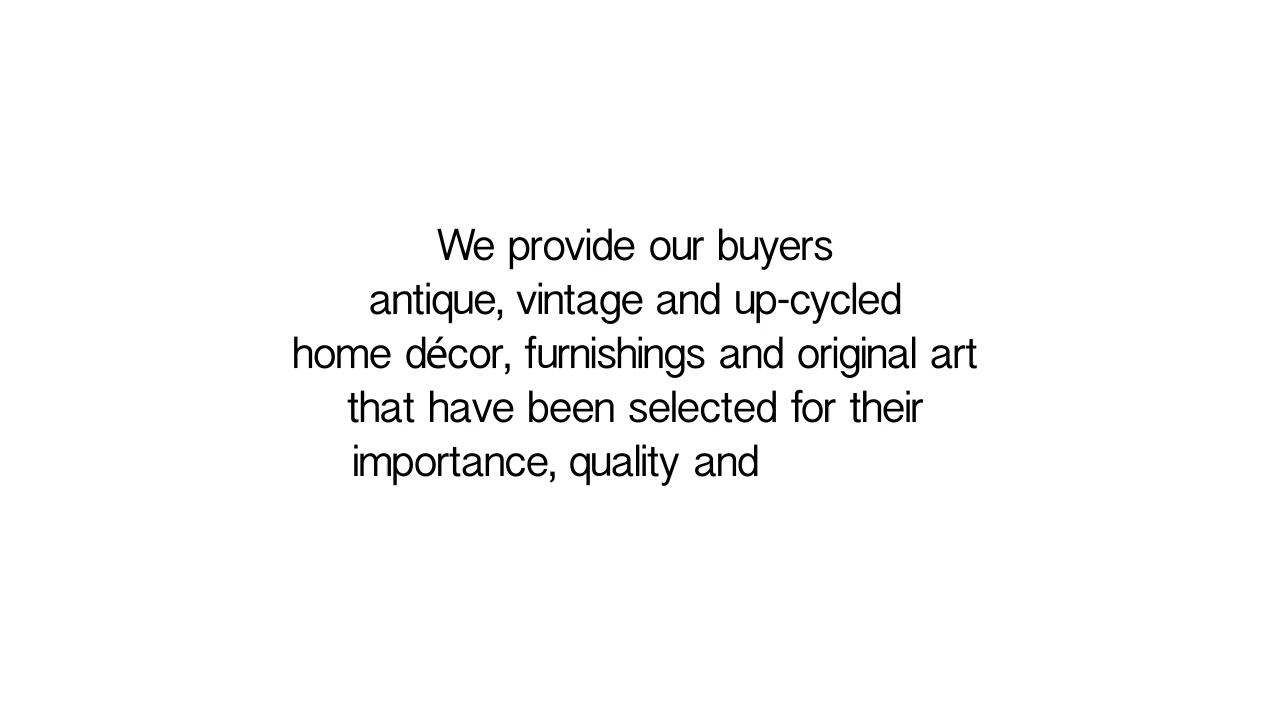 We provide our buyers
antique, vintage and up-cycled
home décor, furnishings and original art
that have been selected for their
importance, quality and